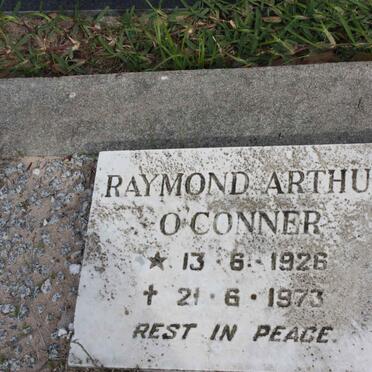 RAYMOND ARTHU
O'CONNER
★ 13 · 6 · 1926
✝ 21 · 6 · 1973
REST IN PEACE